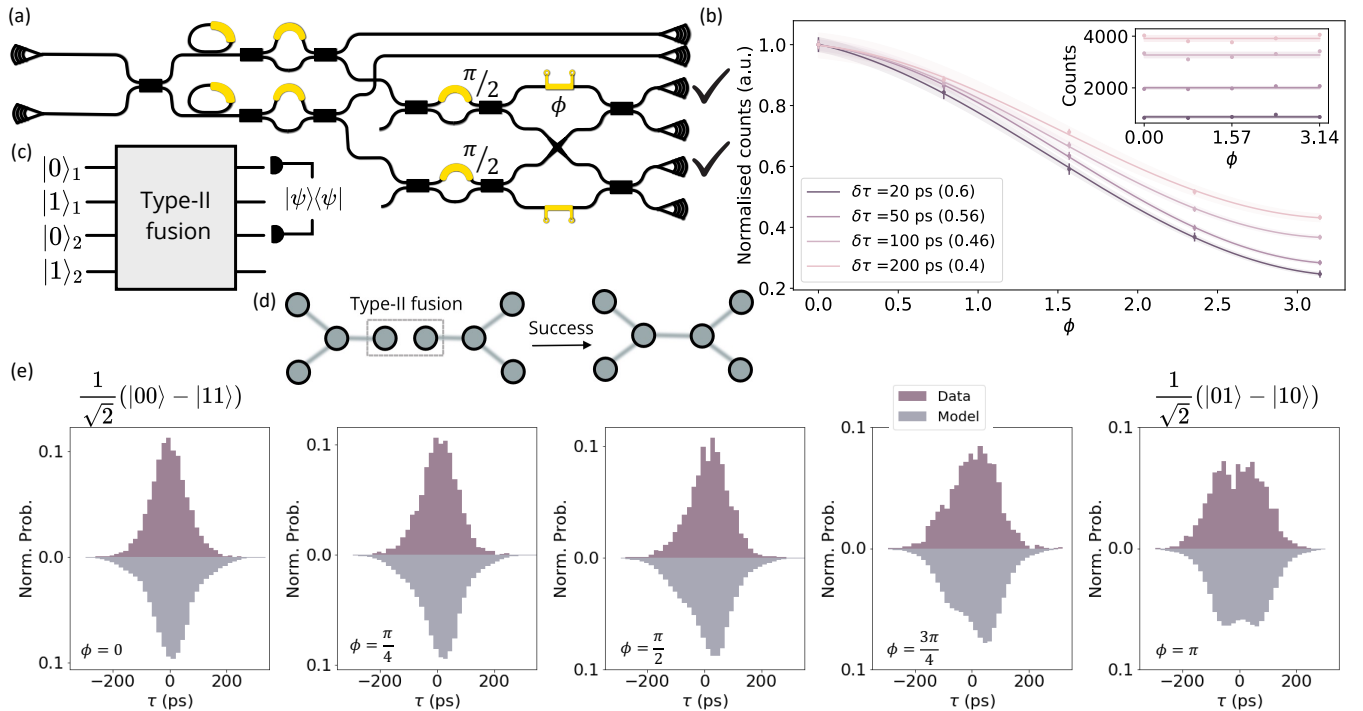 (a)
π/2
ϕ
π/2
(b)
Normalised counts (a.u.)
1.0
0.8
0.6
0.4
0.2
0.0
0.5
1.0
1.5
2.0
2.5
3.0
ϕ
δτ =20 ps (0.6)
δτ =50 ps (0.56)
δτ =100 ps (0.46)
δτ =200 ps (0.4)
Counts
4000
2000
0.00
1.57
3.14
ϕ
(c)
|0⟩₁
|1⟩₁
|0⟩₂
|1⟩₂
Type-II
fusion
|ψ⟩⟨ψ|
(d)
Type-II fusion
Success
(e)
1/√2(|00⟩ − |11⟩)
Data
Model
1/√2(|01⟩ − |10⟩)
Norm. Prob.
0.1
0.0
0.1
ϕ = 0
−200 0 200
τ (ps)
Norm. Prob.
0.1
0.0
0.1
ϕ = π/4
−200 0 200
τ (ps)
Norm. Prob.
0.1
0.0
0.1
ϕ = π/2
−200 0 200
τ (ps)
Norm. Prob.
0.1
0.0
0.1
ϕ = 3π/4
−200 0 200
τ (ps)
Norm. Prob.
0.1
0.0
0.1
ϕ = π
−200 0 200
τ (ps)